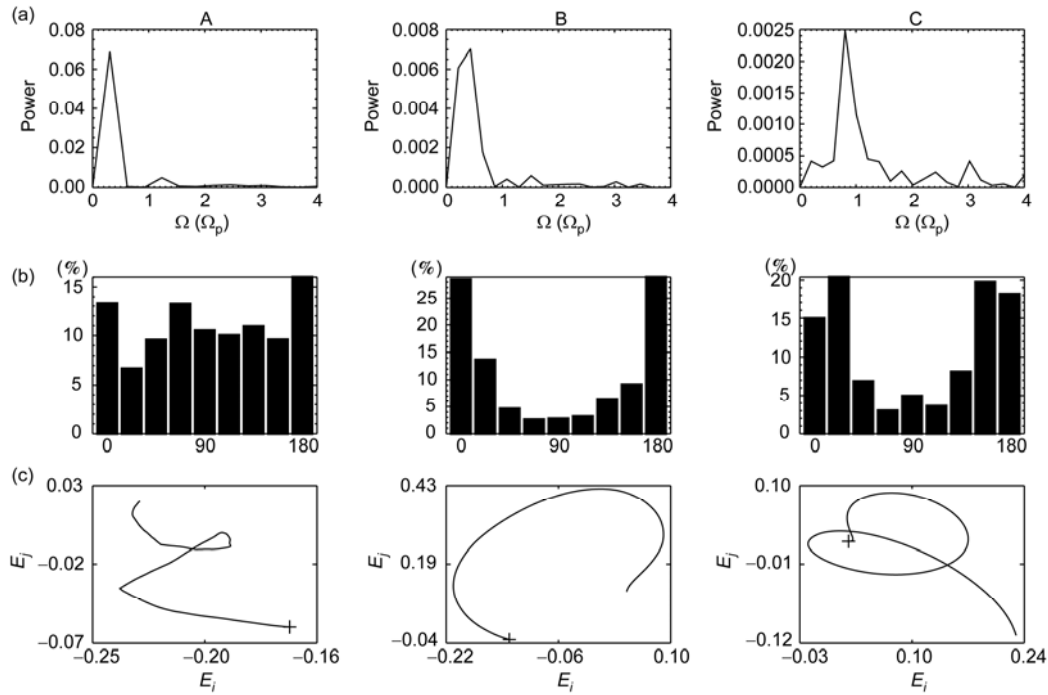 (a)
A
B
C
0.08
0.06
0.04
0.02
0.00
Power
0 1 2 3 4
Ω (Ωp)
0.008
0.006
0.004
0.002
0.000
Power
0 1 2 3 4
Ω (Ωp)
0.0025
0.0020
0.0015
0.0010
0.0005
0.0000
Power
0 1 2 3 4
Ω (Ωp)
(b)
(%)
15
10
5
0
0 90 180
(%)
25
20
15
10
5
0
0 90 180
(%)
20
15
10
5
0
0 90 180
(c)
0.03
−0.02
−0.07
Ej
−0.25 −0.20 −0.16
Ei
0.43
0.19
−0.04
Ej
−0.22 −0.06 0.10
Ei
0.10
−0.01
−0.12
Ej
−0.03 0.10 0.24
Ei